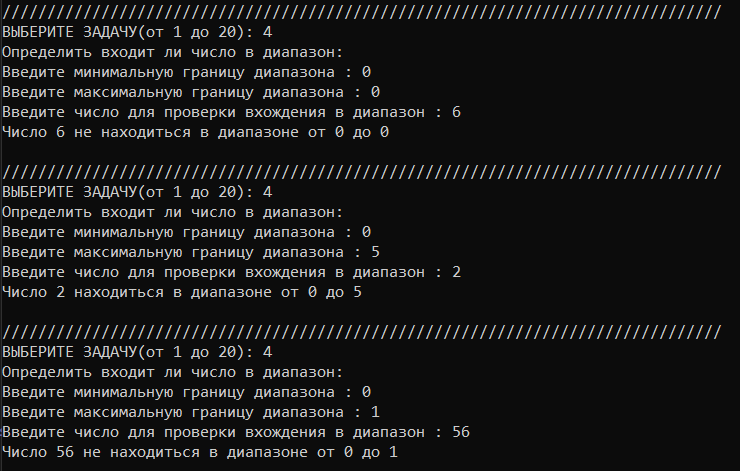 ////////////////////////////////////////////////////////////////////////////////
ВЫБЕРИТЕ ЗАДАЧУ(от 1 до 20): 4
Определить входит ли число в диапазон:
Введите минимальную границу диапазона : 0
Введите максимальную границу диапазона : 0
Введите число для проверки вхождения в диапазон : 6
Число 6 не находиться в диапазоне от 0 до 0

////////////////////////////////////////////////////////////////////////////////
ВЫБЕРИТЕ ЗАДАЧУ(от 1 до 20): 4
Определить входит ли число в диапазон:
Введите минимальную границу диапазона : 0
Введите максимальную границу диапазона : 5
Введите число для проверки вхождения в диапазон : 2
Число 2 находиться в диапазоне от 0 до 5

////////////////////////////////////////////////////////////////////////////////
ВЫБЕРИТЕ ЗАДАЧУ(от 1 до 20): 4
Определить входит ли число в диапазон:
Введите минимальную границу диапазона : 0
Введите максимальную границу диапазона : 1
Введите число для проверки вхождения в диапазон : 56
Число 56 не находиться в диапазоне от 0 до 1